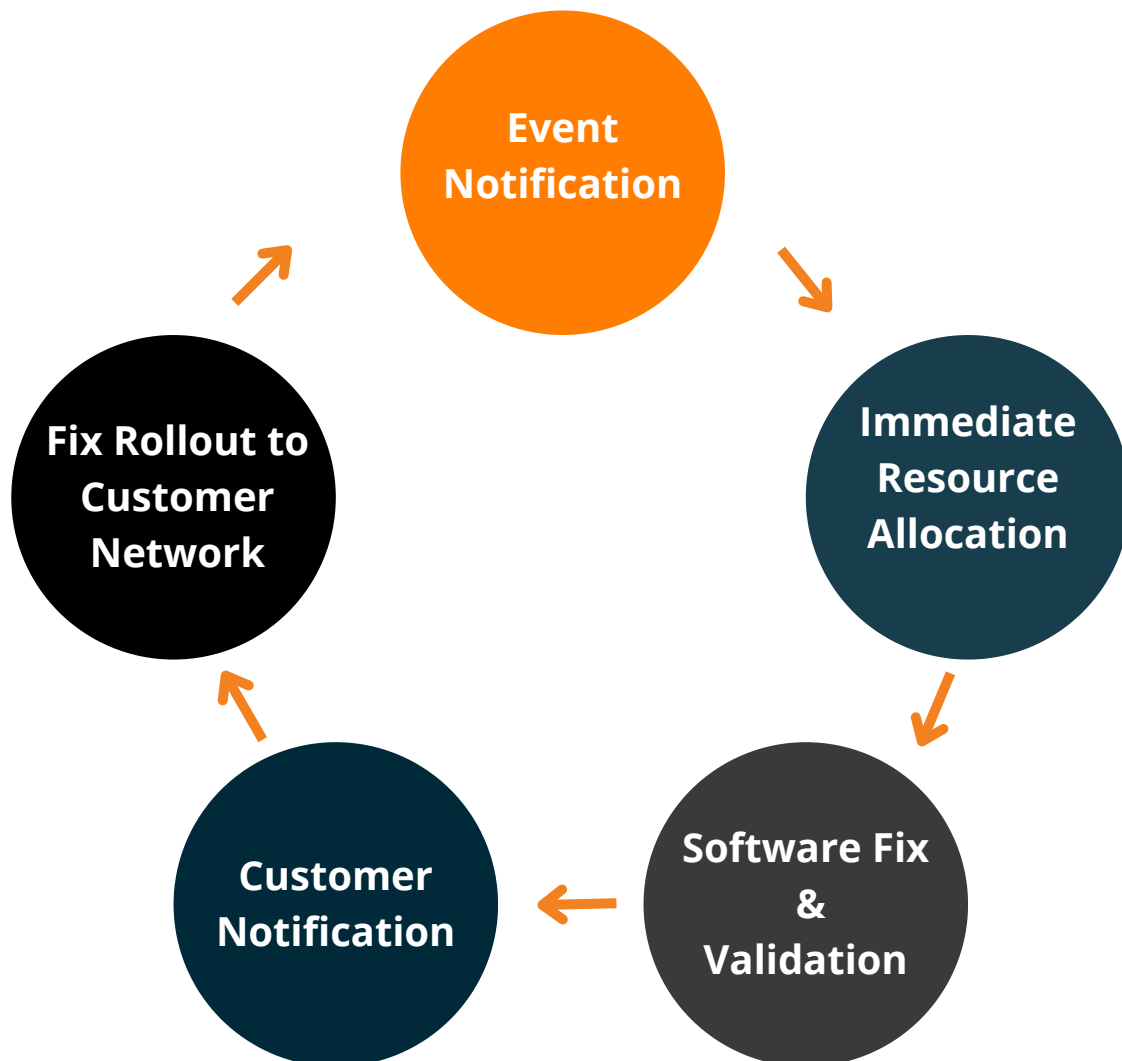 Event
Notification
Immediate
Resource
Allocation
Software Fix
&
Validation
Customer
Notification
Fix Rollout to
Customer
Network